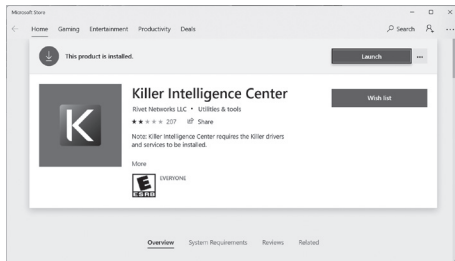 Microsoft Store
Home Gaming Entertainment Productivity Deals Search
This product is installed. Launch
K
Killer Intelligence Center
Rivet Networks LLC • Utilities & tools
207 Share
Wish list
Note: Killer Intelligence Center requires the Killer drivers
and services to be installed.
More
E
ESRB
EVERYONE
Overview System Requirements Reviews Related